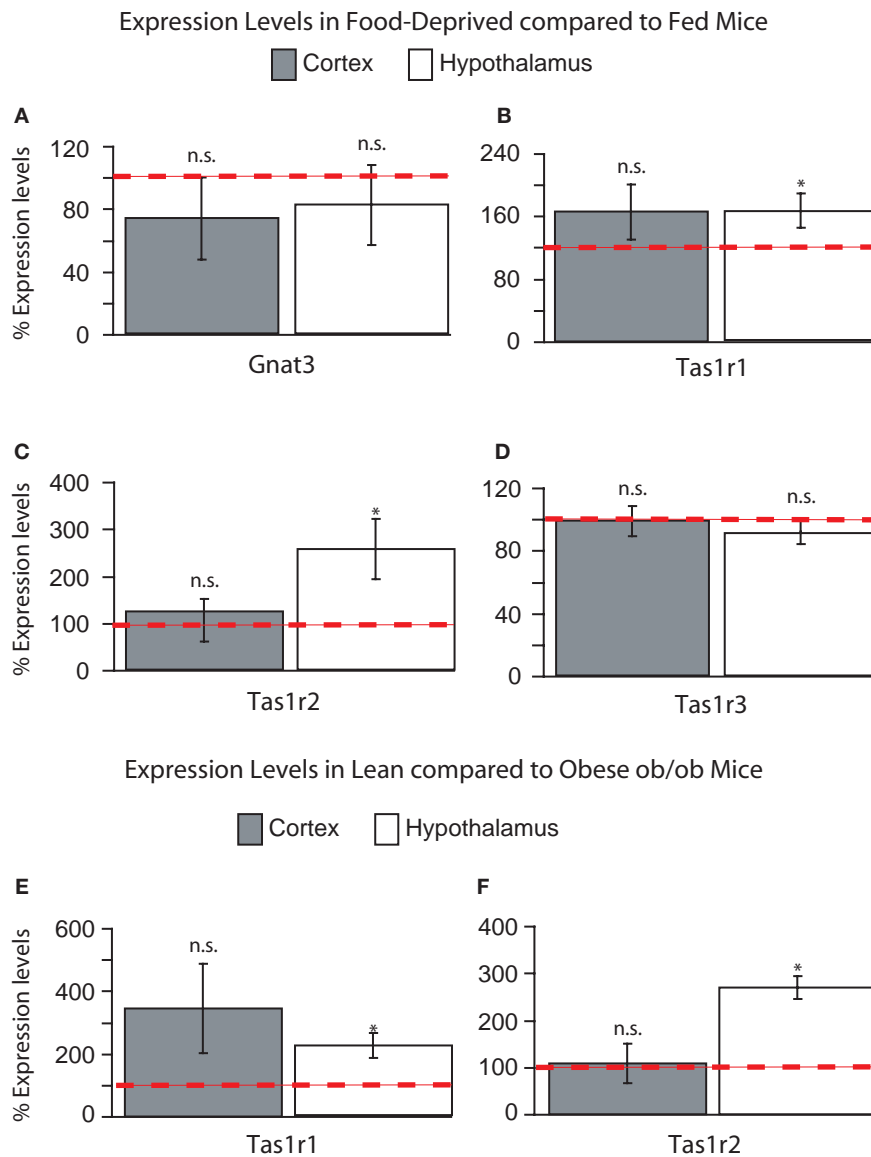 Expression Levels in Food-Deprived compared to Fed Mice
Cortex Hypothalamus
A
% Expression levels
120
80
40
0
n.s. n.s.
Gnat3
B
240
160
80
0
n.s. *
Tas1r1
C
% Expression levels
400
300
200
100
0
n.s. *
Tas1r2
D
120
80
40
0
n.s. n.s.
Tas1r3
Expression Levels in Lean compared to Obese ob/ob Mice
Cortex Hypothalamus
E
% Expression levels
600
400
200
0
n.s. *
Tas1r1
F
400
300
200
100
0
n.s. *
Tas1r2